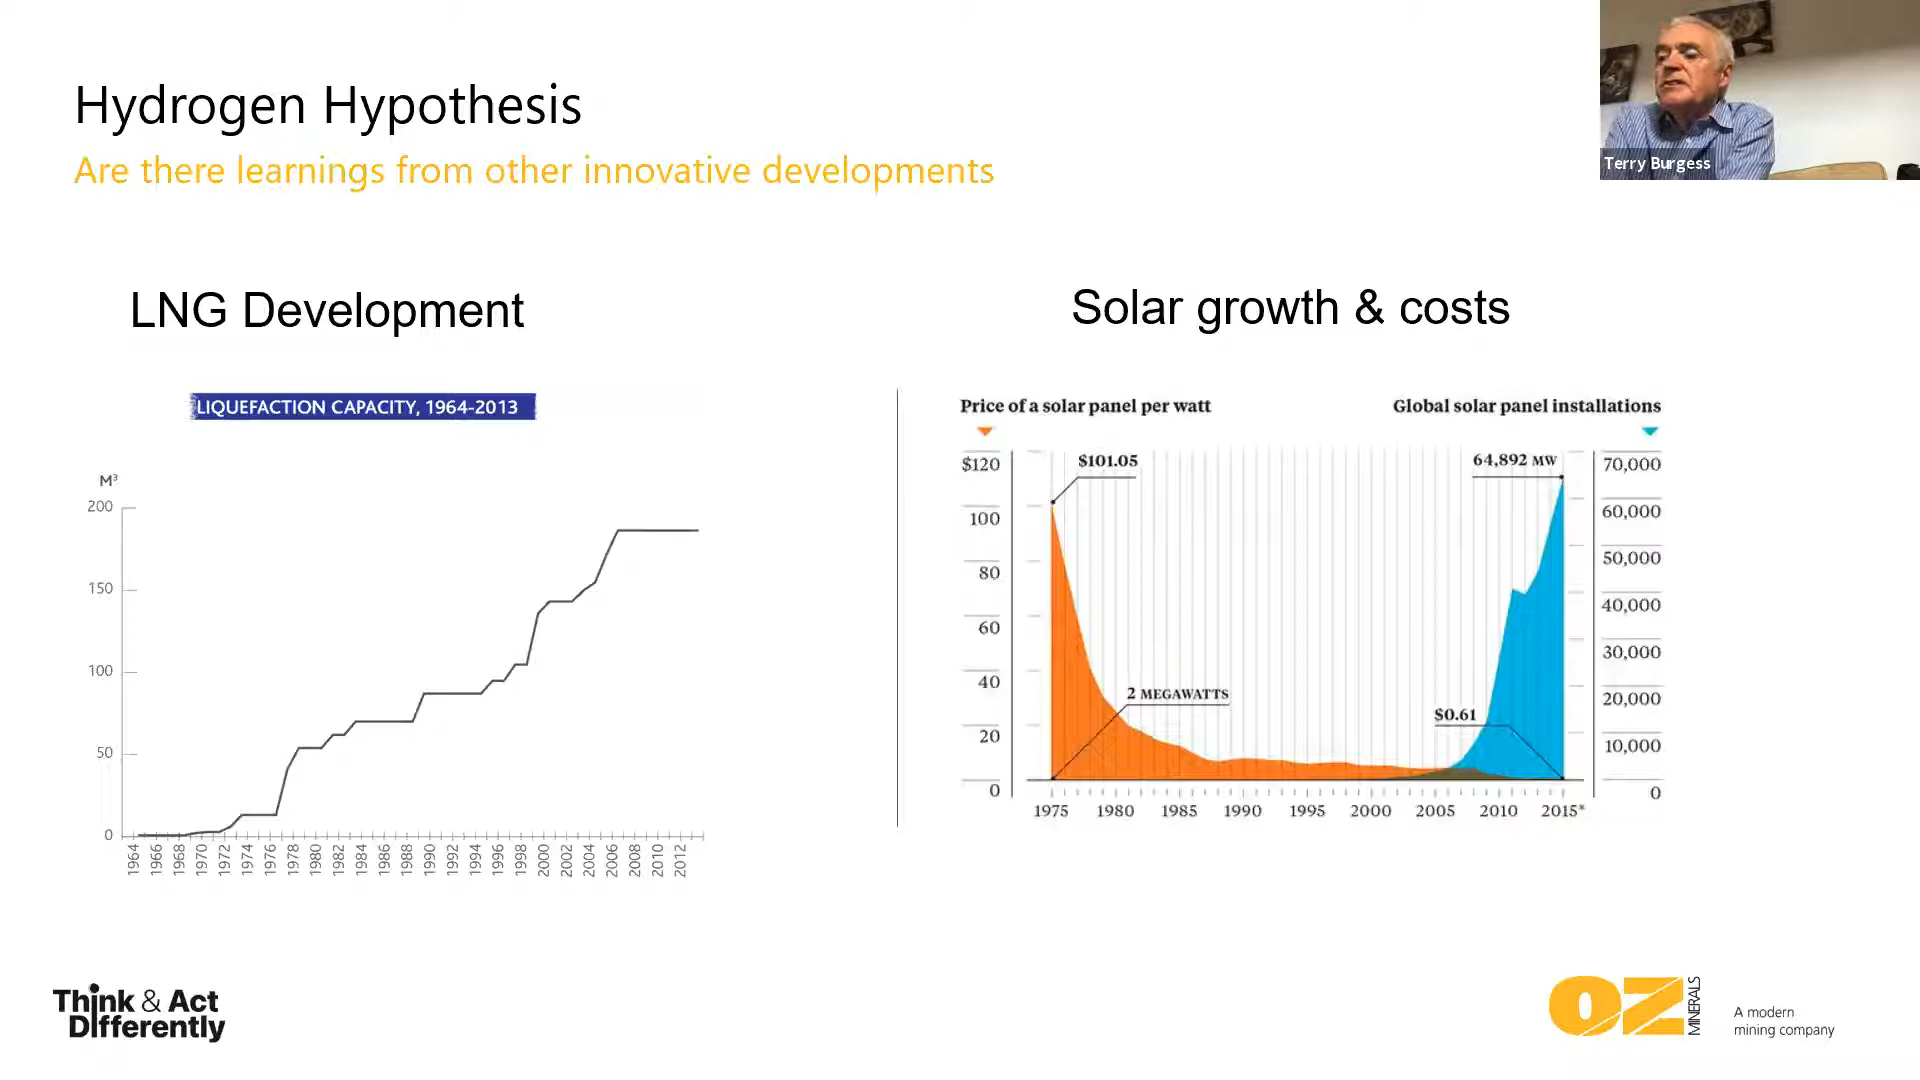 Hydrogen Hypothesis
Are there learnings from other innovative developments
Terry Burgess
LNG Development
LIQUEFACTION CAPACITY, 1964-2013
M³
200
150
100
50
0
1964 1966 1968 1970 1972 1974 1976 1978 1980 1982 1984 1986 1988 1990 1992 1994 1996 1998 2000 2002 2004 2006 2008 2010 2012
Solar growth & costs
Price of a solar panel per watt
Global solar panel installations
$120
100
80
60
40
20
0
$101.05
64,892 MW
2 MEGAWATTS
$0.61
70,000
60,000
50,000
40,000
30,000
20,000
10,000
0
1975 1980 1985 1990 1995 2000 2005 2010 2015*
Think & Act
Differently
OZ
MINERALS
A modern
mining company